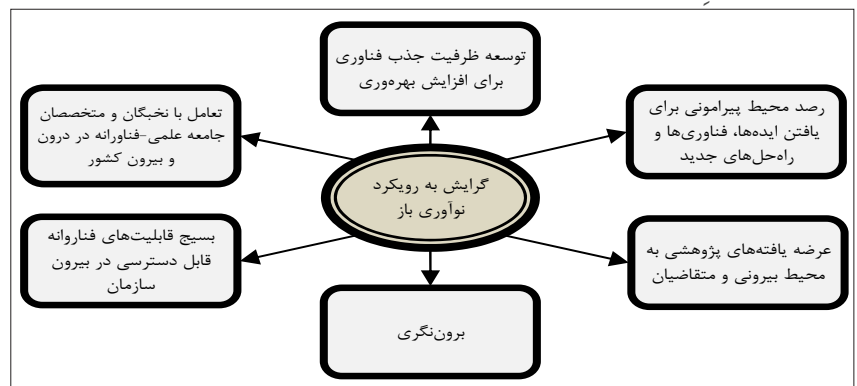 توسعه ظرفیت جذب فناوری
برای افزایش بهره‌وری
رصد محیط پیرامونی برای
یافتن ایده‌ها، فناوری‌ها و
راه‌حل‌های جدید
تعامل با نخبگان و متخصصان
جامعه علمی-فناورانه در درون
و بیرون کشور
گرایش به رویکرد
نوآوری باز
عرضه یافته‌های پژوهشی به
محیط بیرونی و متقاضیان
بسیج قابلیت‌های فناروانه
قابل دسترسی در بیرون
سازمان
برون‌نگری